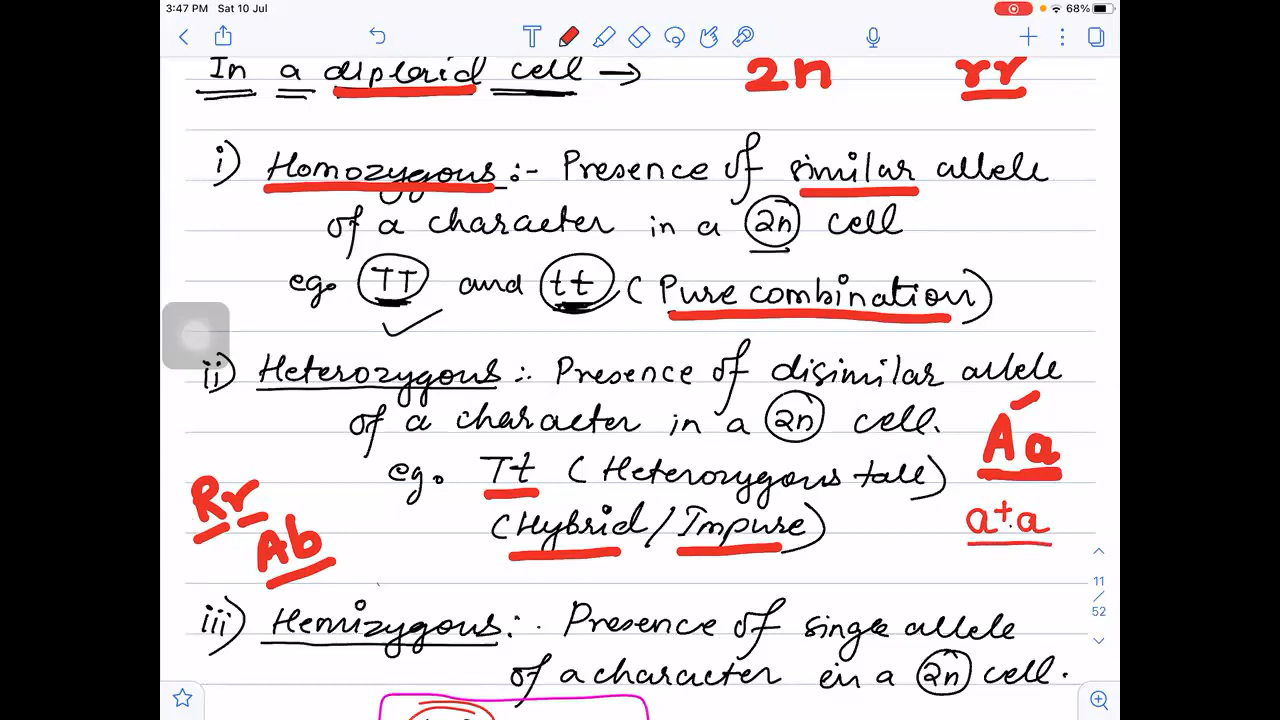 3:47 PM Sat 10 Jul
68%
In a diploid cell → 2n rr
i) Homozygous :- Presence of similar allele
of a character in a 2n cell
eg. TT and tt (Pure combination)
ii) Heterozygous :. Presence of disimilar allele
of a character in a 2n cell.
Aa
eg. Tt (Heterozygous tall)
Rr
(Hybrid / Impure)
a+a
Ab
11
/
52
iii) Hemizygous :. Presence of single allele
of a character in a 2n cell.